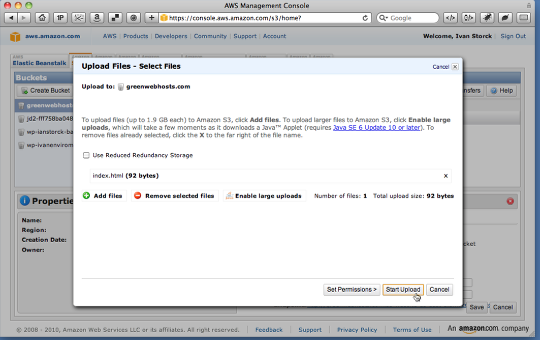 AWS Management Console
https://console.aws.amazon.com/s3/home?
Google
aws.amazon.com
AWS | Products | Developers | Community | Support | Account
Welcome, Ivan Storck | Sign Out
AWS
Elastic Beanstalk
Buckets
Create Bucket
Help
greenwebhosts
jd2-fff758ba048
wp-ianstorck-ba
wp-ivanenvirom
Upload Files - Select Files
Cancel X
Upload to: greenwebhosts.com
To upload files (up to 1.9 GB each) to Amazon S3, click Add files. To upload larger files to Amazon S3, click Enable large
uploads, which will take a few moments as it downloads a Java™ Applet (requires Java SE 6 Update 10 or later). To
remove files already selected, click the X to the far right of the file name.
Use Reduced Redundancy Storage
index.html (92 bytes) x
Add files
Remove selected files
Enable large uploads
Number of files: 1 Total upload size: 92 bytes
Set Permissions >
Start Upload
Cancel
Properties
Name:
Region:
Creation Date:
Owner:
Save
Cancel
© 2008 - 2010, Amazon Web Services LLC or its affiliates. All right reserved.
Feedback
Support
Privacy Policy
Terms of Use
An amazon.com company